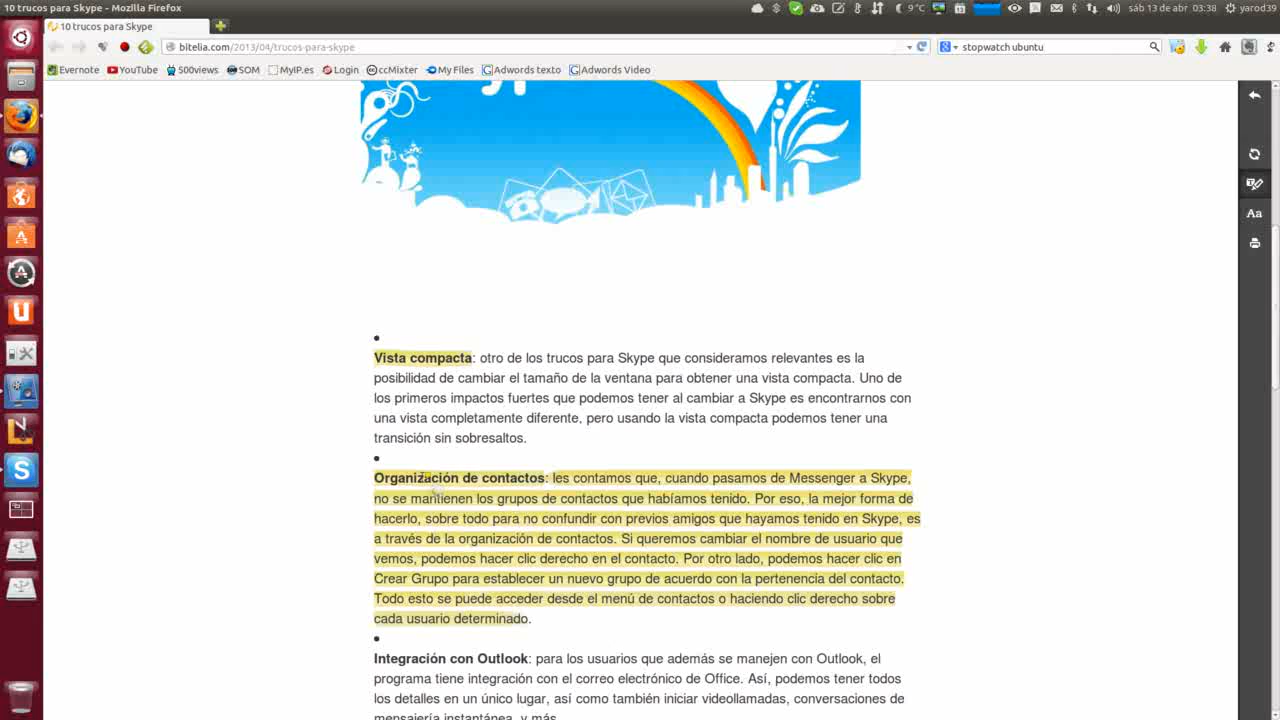 10 trucos para Skype - Mozilla Firefox
9°C
sáb 13 de abr 03:38
yarod39
10 trucos para Skype
bitelia.com/2013/04/trucos-para-skype
stopwatch ubuntu
Evernote YouTube 500views SOM MyIP.es Login ccMixter My Files Adwords texto Adwords Video
Aa
Vista compacta: otro de los trucos para Skype que consideramos relevantes es la
posibilidad de cambiar el tamaño de la ventana para obtener una vista compacta. Uno de
los primeros impactos fuertes que podemos tener al cambiar a Skype es encontrarnos con
una vista completamente diferente, pero usando la vista compacta podemos tener una
transición sin sobresaltos.
Organización de contactos: les contamos que, cuando pasamos de Messenger a Skype,
no se mantienen los grupos de contactos que habíamos tenido. Por eso, la mejor forma de
hacerlo, sobre todo para no confundir con previos amigos que hayamos tenido en Skype, es
a través de la organización de contactos. Si queremos cambiar el nombre de usuario que
vemos, podemos hacer clic derecho en el contacto. Por otro lado, podemos hacer clic en
Crear Grupo para establecer un nuevo grupo de acuerdo con la pertenencia del contacto.
Todo esto se puede acceder desde el menú de contactos o haciendo clic derecho sobre
cada usuario determinado.
Integración con Outlook: para los usuarios que además se manejen con Outlook, el
programa tiene integración con el correo electrónico de Office. Así, podemos tener todos
los detalles en un único lugar, así como también iniciar videollamadas, conversaciones de
mensajería instantánea, y más.